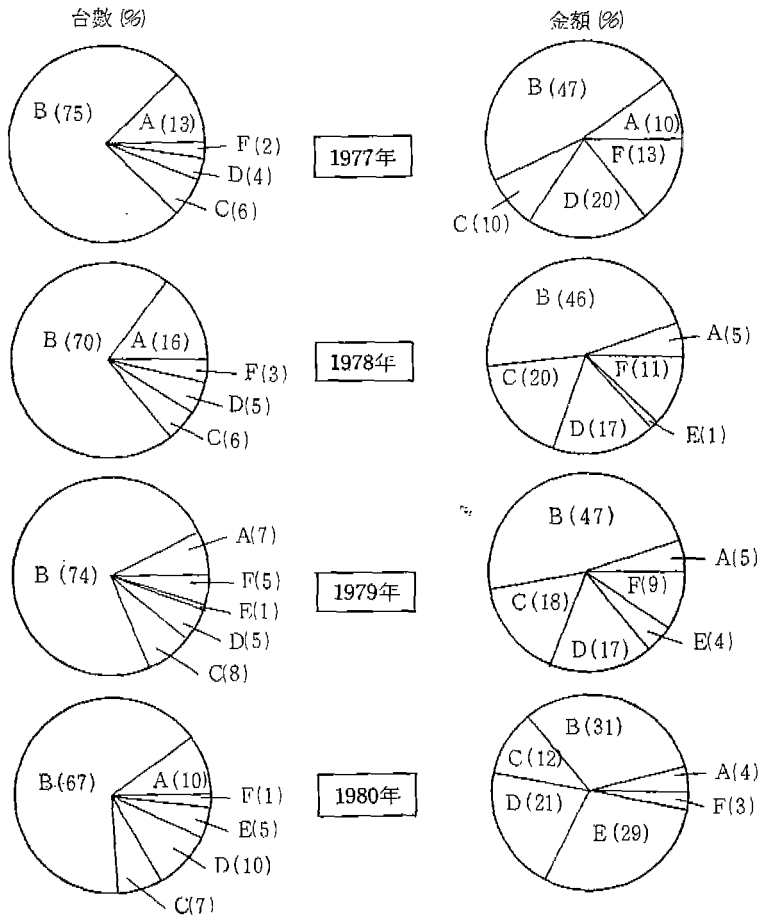 台數 (%)
金額 (%)
B (75)
A (13)
F (2)
D (4)
C (6)
1977年
B (47)
A (10)
F (13)
D (20)
C (10)
B (70)
A (16)
F (3)
D (5)
C (6)
1978年
B (46)
A (5)
F (11)
E (1)
D (17)
C (20)
B (74)
A (7)
F (5)
E (1)
D (5)
C (8)
1979年
B (47)
A (5)
F (9)
E (4)
D (17)
C (18)
B (67)
A (10)
F (1)
E (5)
D (10)
C (7)
1980年
B (31)
A (4)
F (3)
E (29)
D (21)
C (12)